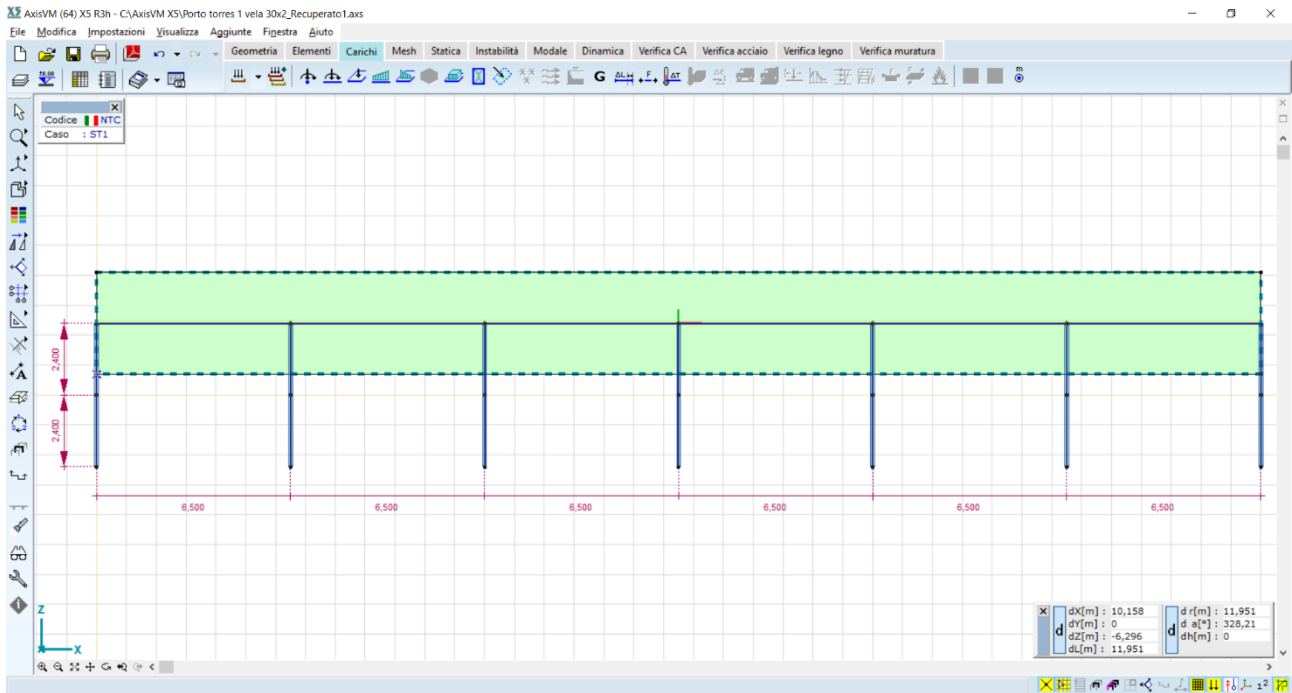 X5 AxisVM (64) X5 R3h - C:\AxisVM X5\Porto torres 1 vela 30x2_Recuperato1.axs
File Modifica Impostazioni Visualizza Aggiunte Finestra Aiuto
Geometria Elementi Carichi Mesh Statica Instabilità Modale Dinamica Verifica CA Verifica acciaio Verifica legno Verifica muratura
G
Codice NTC
Caso : ST1
2,400
2,400
6,500 6,500 6,500 6,500 6,500 6,500
Z
X
dX[m] : 10,158
dY[m] : 0
dZ[m] : -6,296
dL[m] : 11,951
d
d r[m] : 11,951
d a[°] : 328,21
dh[m] : 0
d